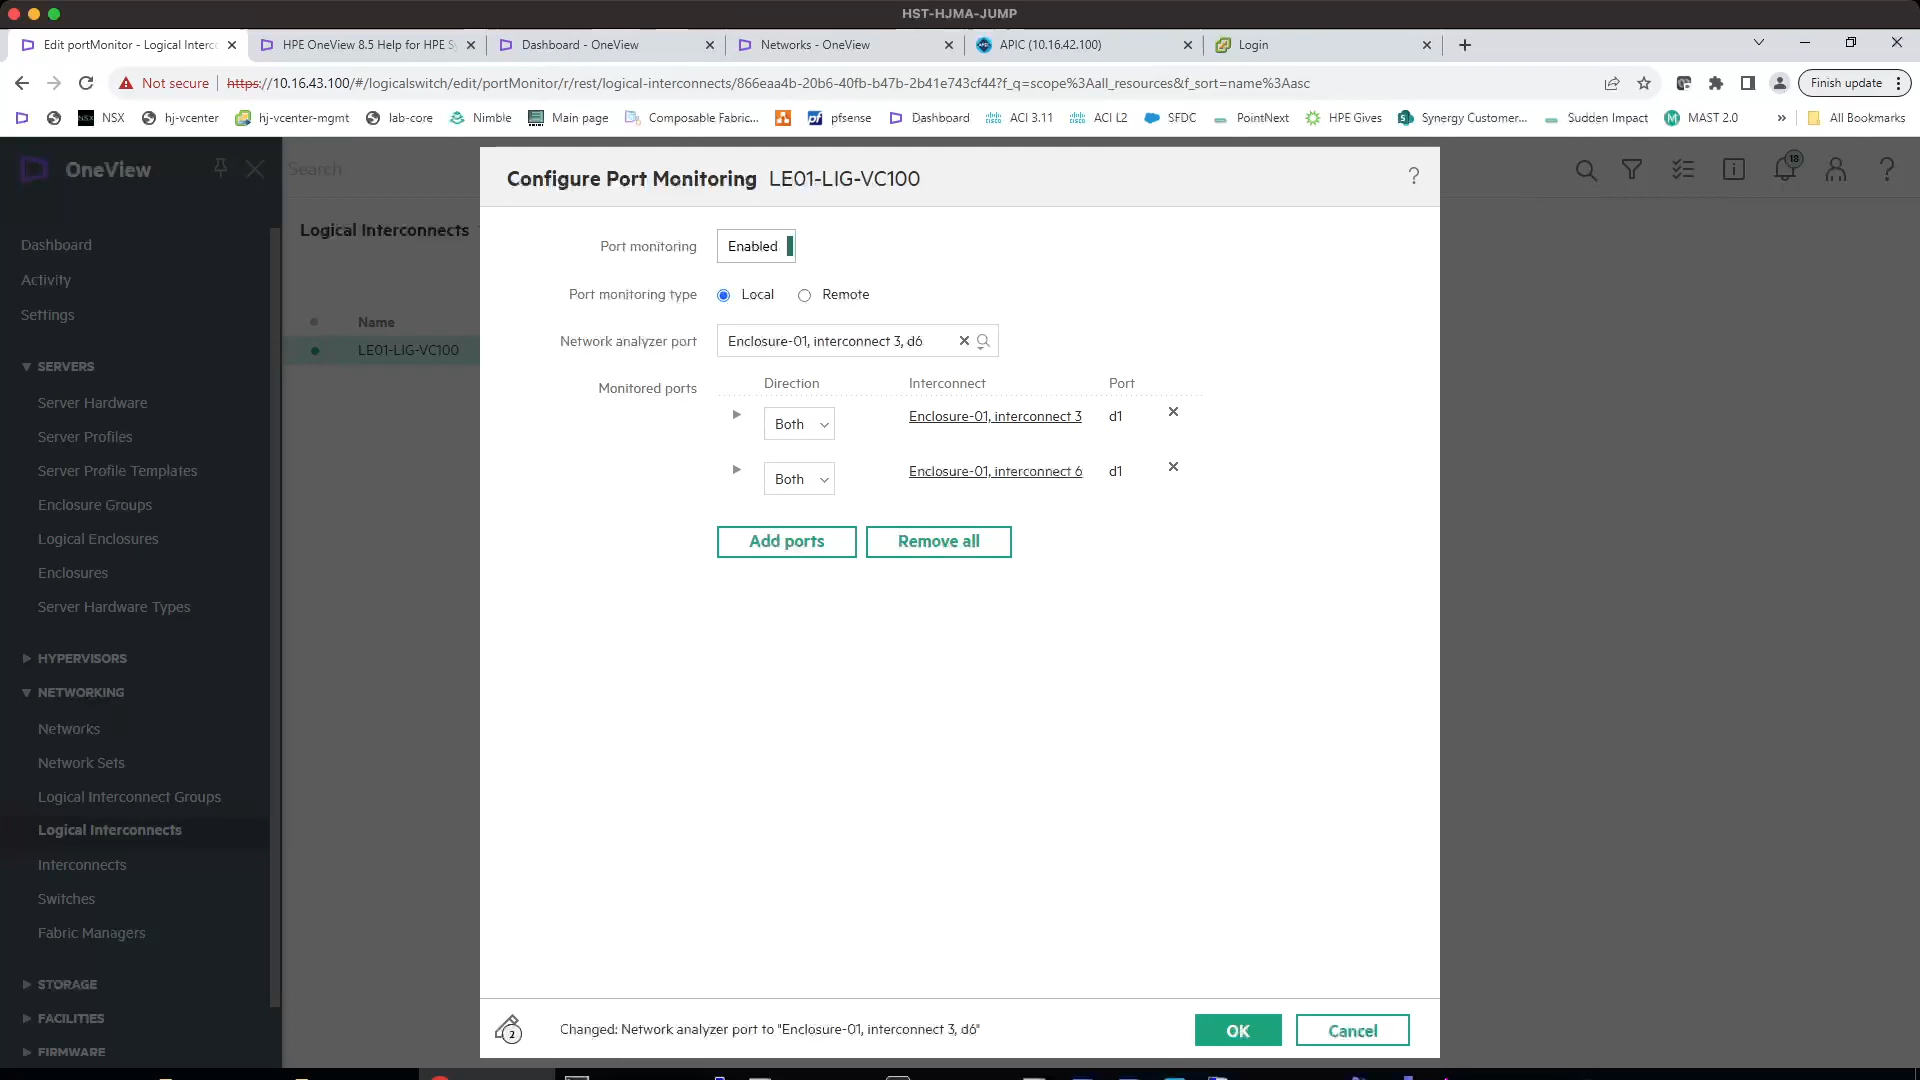 HST-HJMA-JUMP
Edit portMonitor - Logical Interc
HPE OneView 8.5 Help for HPE Sy
Dashboard - OneView
Networks - OneView
APIC (10.16.42.100)
Login
Not secure
https://10.16.43.100/#/logicalswitch/edit/portMonitor/r/rest/logical-interconnects/866eaa4b-20b6-40fb-b47b-2b41e743cf44?f_q=scope%3Aall_resources&f_sort=name%3Aasc
Finish update
NSX
hj-vcenter
hj-vcenter-mgmt
lab-core
Nimble
Main page
Composable Fabric...
pfsense
Dashboard
ACI 3.11
ACI L2
SFDC
PointNext
HPE Gives
Synergy Customer...
Sudden Impact
MAST 2.0
»
All Bookmarks
OneView
Search
18
Configure Port Monitoring LE01-LIG-VC100
?
Logical Interconnects
Name
LE01-LIG-VC100
Dashboard
Activity
Settings
SERVERS
Server Hardware
Server Profiles
Server Profile Templates
Enclosure Groups
Logical Enclosures
Enclosures
Server Hardware Types
HYPERVISORS
NETWORKING
Networks
Network Sets
Logical Interconnect Groups
Logical Interconnects
Interconnects
Switches
Fabric Managers
STORAGE
FACILITIES
FIRMWARE
Port monitoring Enabled
Port monitoring type Local Remote
Network analyzer port Enclosure-01, interconnect 3, d6
Monitored ports Direction Interconnect Port
Both Enclosure-01, interconnect 3 d1
Both Enclosure-01, interconnect 6 d1
Add ports Remove all
2 Changed: Network analyzer port to "Enclosure-01, interconnect 3, d6"
OK Cancel